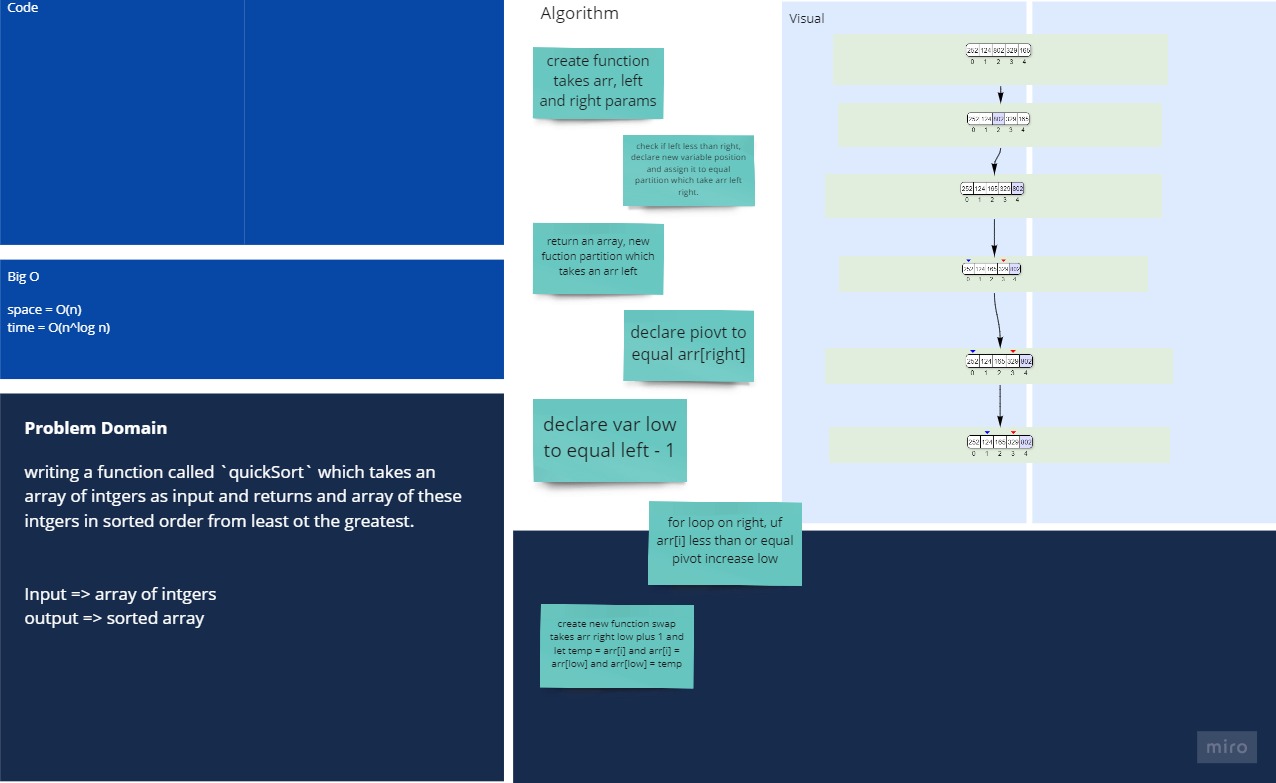 Code
Big O
space = O(n)
time = O(n^log n)
Problem Domain
writing a function called `quickSort` which takes an
array of intgers as input and returns and array of these
intgers in sorted order from least ot the greatest.
Input => array of intgers
output => sorted array
Algorithm
create function
takes arr, left
and right params
check if left less than right,
declare new variable position
and assign it to equal
partition which take arr left
right.
return an array, new
fuction partition which
takes an arr left
declare piovt to
equal arr[right]
declare var low
to equal left - 1
for loop on right, uf
arr[i] less than or equal
pivot increase low
create new function swap
takes arr right low plus 1 and
let temp = arr[i] and arr[i] =
arr[low] and arr[low] = temp
Visual
252 124 802 329 165
0 1 2 3 4
252 124 802 329 165
0 1 2 3 4
252 124 165 329 802
0 1 2 3 4
252 124 165 329 802
0 1 2 3 4
252 124 165 329 802
0 1 2 3 4
252 124 165 329 802
0 1 2 3 4
miro